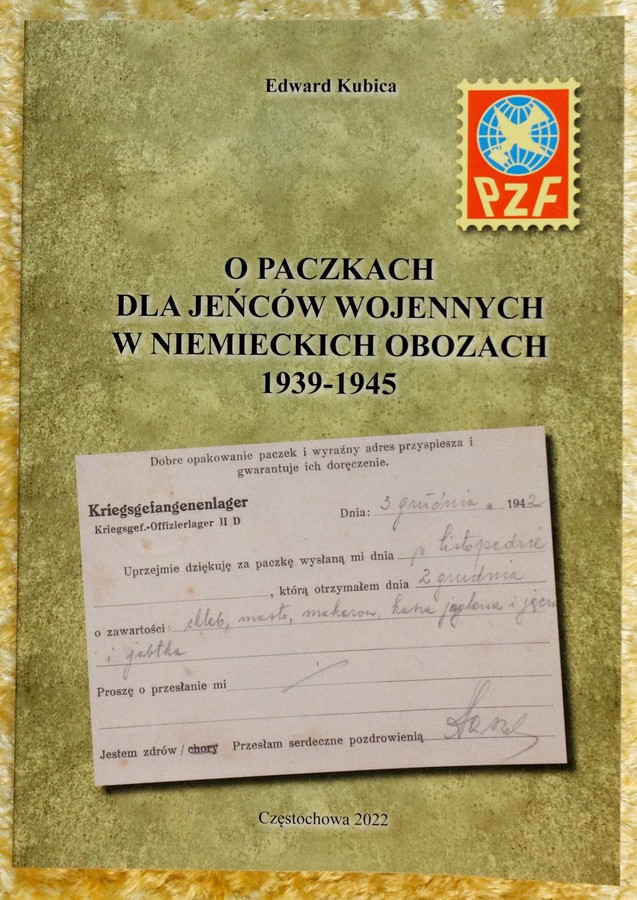 Edward Kubica
PZF
O PACZKACH
DLA JEŃCÓW WOJENNYCH
W NIEMIECKICH OBOZACH
1939-1945
Dobre opakowanie paczek i wyraźny adres przyspiesza i
gwarantuje ich doręczenie.
Kriegsgefangenenlager
Kriegsgef.-Offizierlager II D
Dnia: 3 grudnia 1942
Uprzejmie dziękuję za paczkę wysłaną mi dnia w listopadzie
, którą otrzymałem dnia 2 grudnia
o zawartości: chleb, masło, makaron, kasza jaglana i
i jabłka
Proszę o przesłanie mi
Jestem zdrów / chory Przesłam serdeczne pozdrowienia
Częstochowa 2022